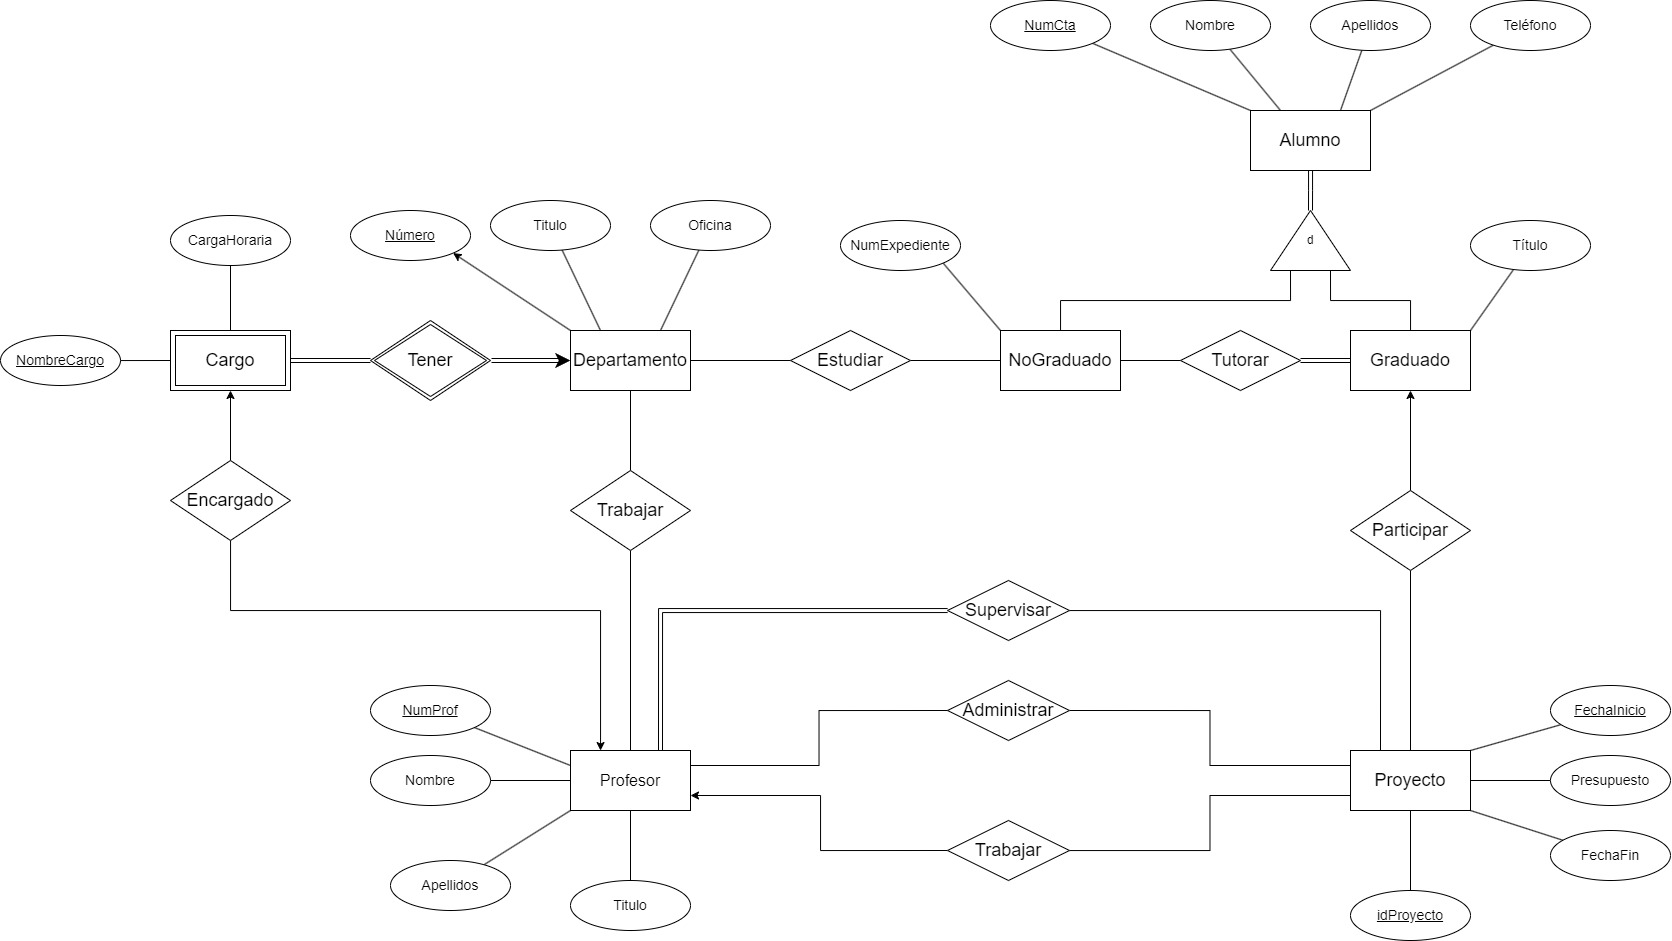 NumCta
Nombre
Apellidos
Teléfono
Alumno
CargaHoraria
Número
Titulo
Oficina
NumExpediente
d
Título
NombreCargo
Cargo
Tener
Departamento
Estudiar
NoGraduado
Tutorar
Graduado
Encargado
Trabajar
Participar
Supervisar
NumProf
Administrar
FechaInicio
Nombre
Profesor
Proyecto
Presupuesto
Trabajar
FechaFin
Apellidos
Titulo
idProyecto